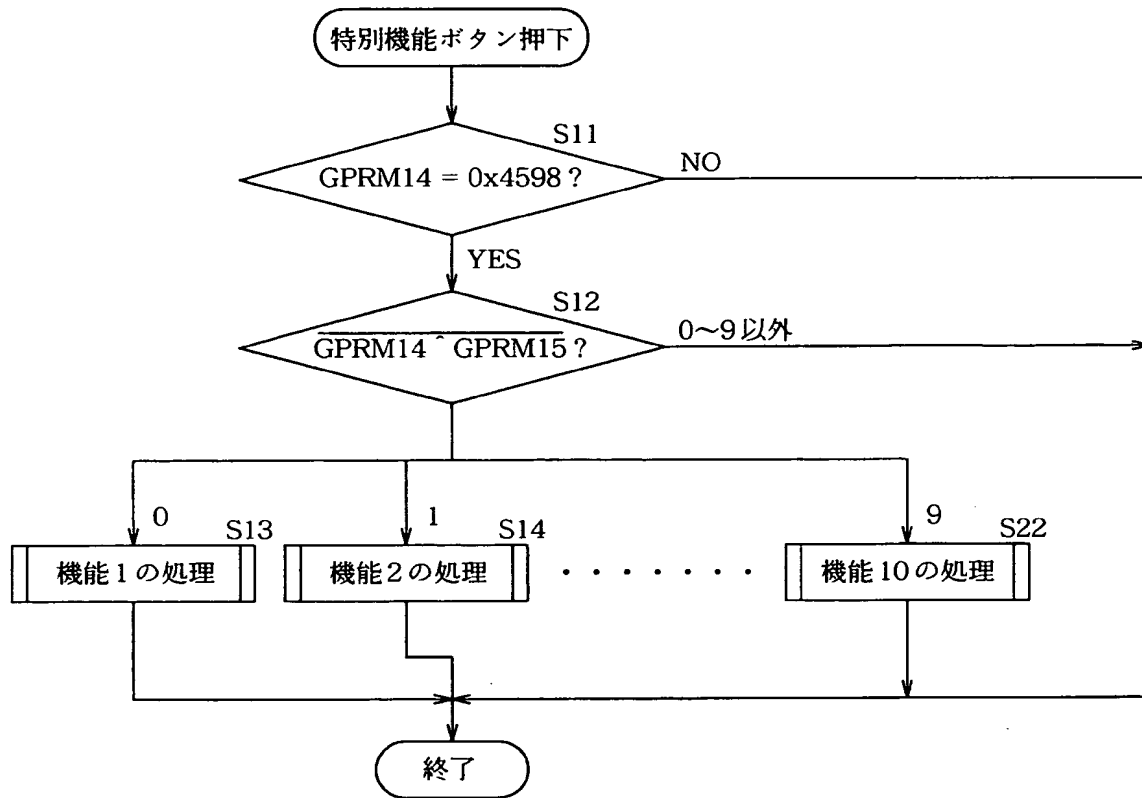 特別機能ボタン押下
S11
GPRM14 = 0x4598?
NO
YES
S12
GPRM14 ^ GPRM15?
0〜9以外
0
S13
1
S14
9
S22
機能1の処理
機能2の処理
・・・・・・・・
機能10の処理
終了